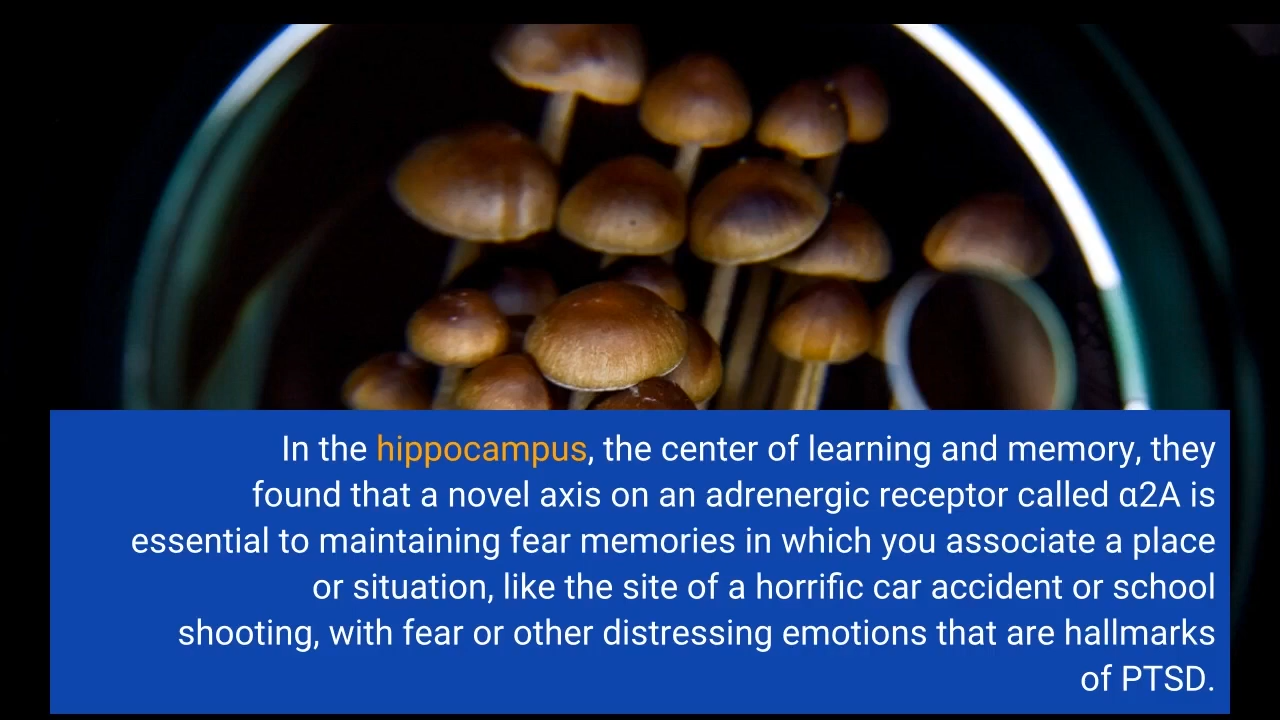 In the hippocampus, the center of learning and memory, they
found that a novel axis on an adrenergic receptor called α2A is
essential to maintaining fear memories in which you associate a place
or situation, like the site of a horrific car accident or school
shooting, with fear or other distressing emotions that are hallmarks
of PTSD.